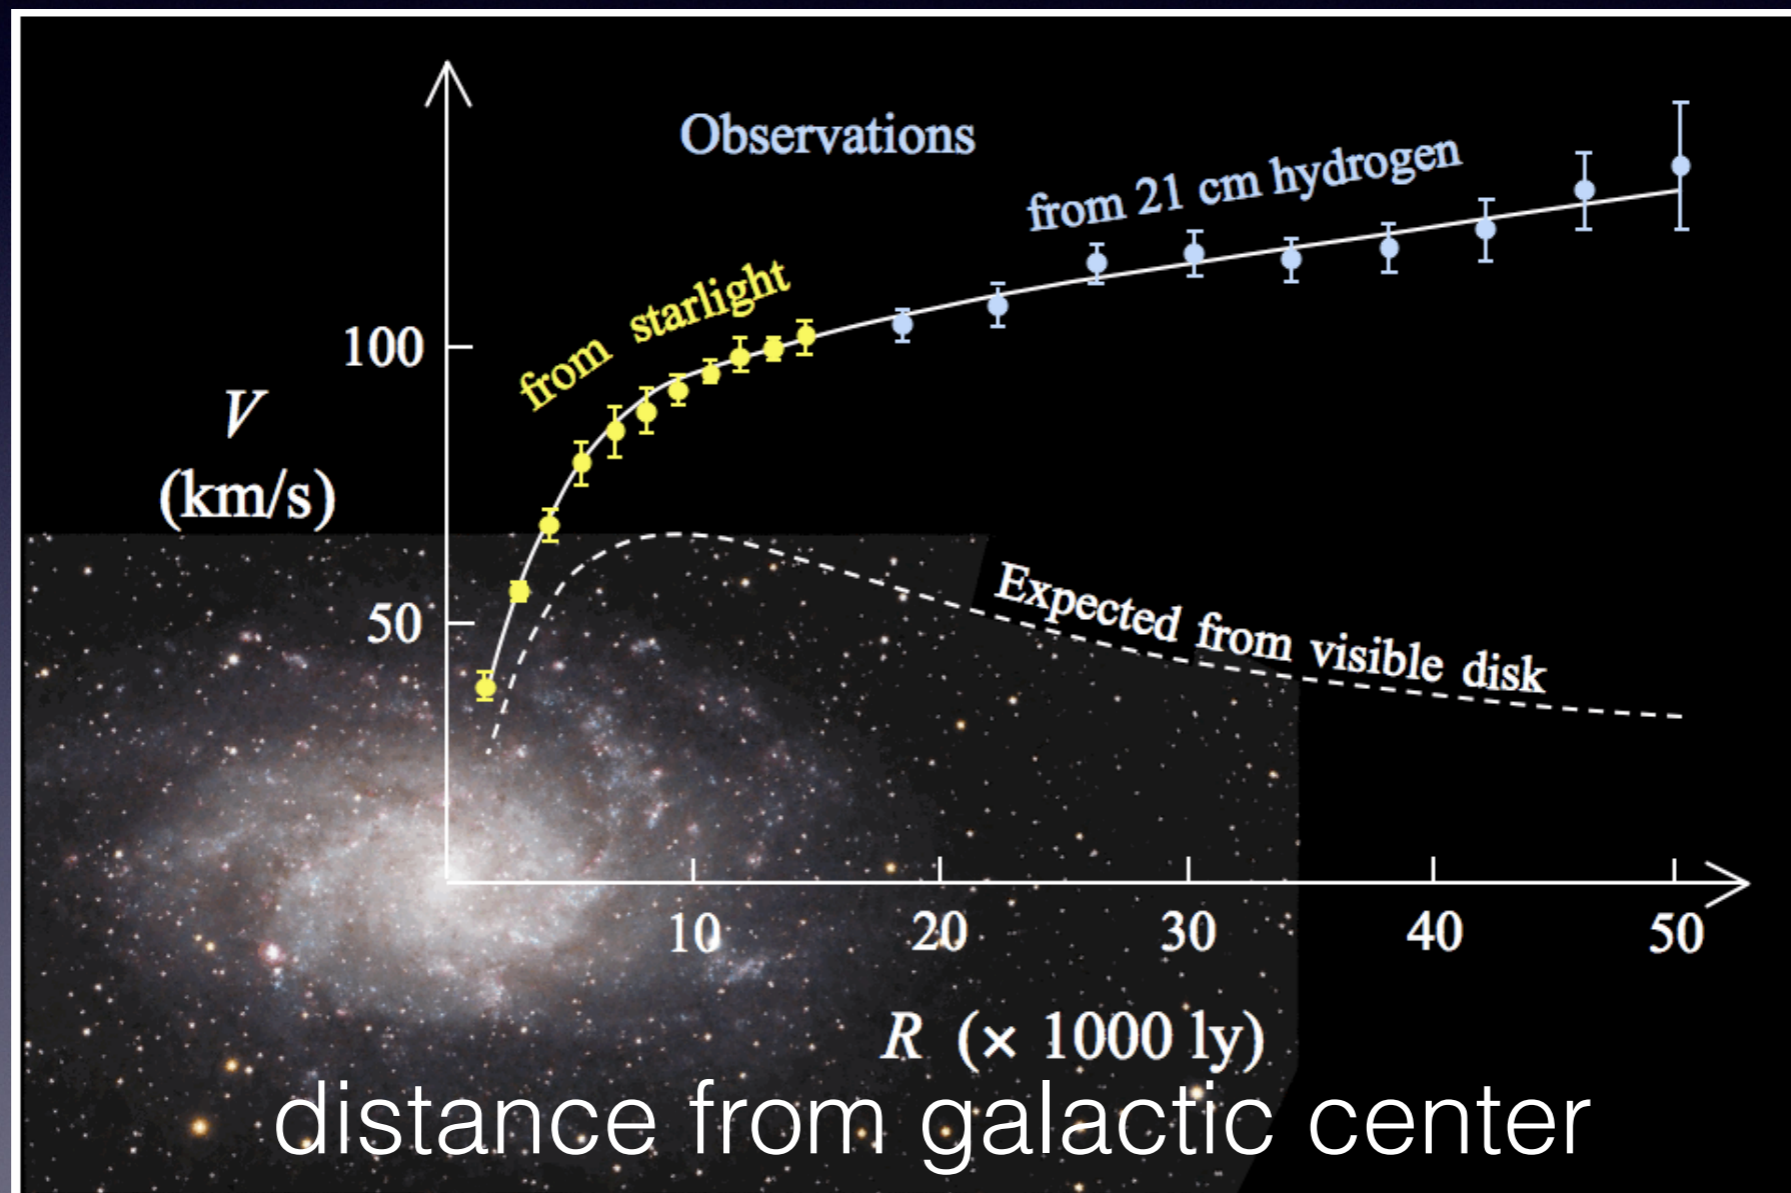 Observations
from 21 cm hydrogen
from starlight
100
V
(km/s)
50
Expected from visible disk
10 20 30 40 50
R (× 1000 ly)
distance from galactic center